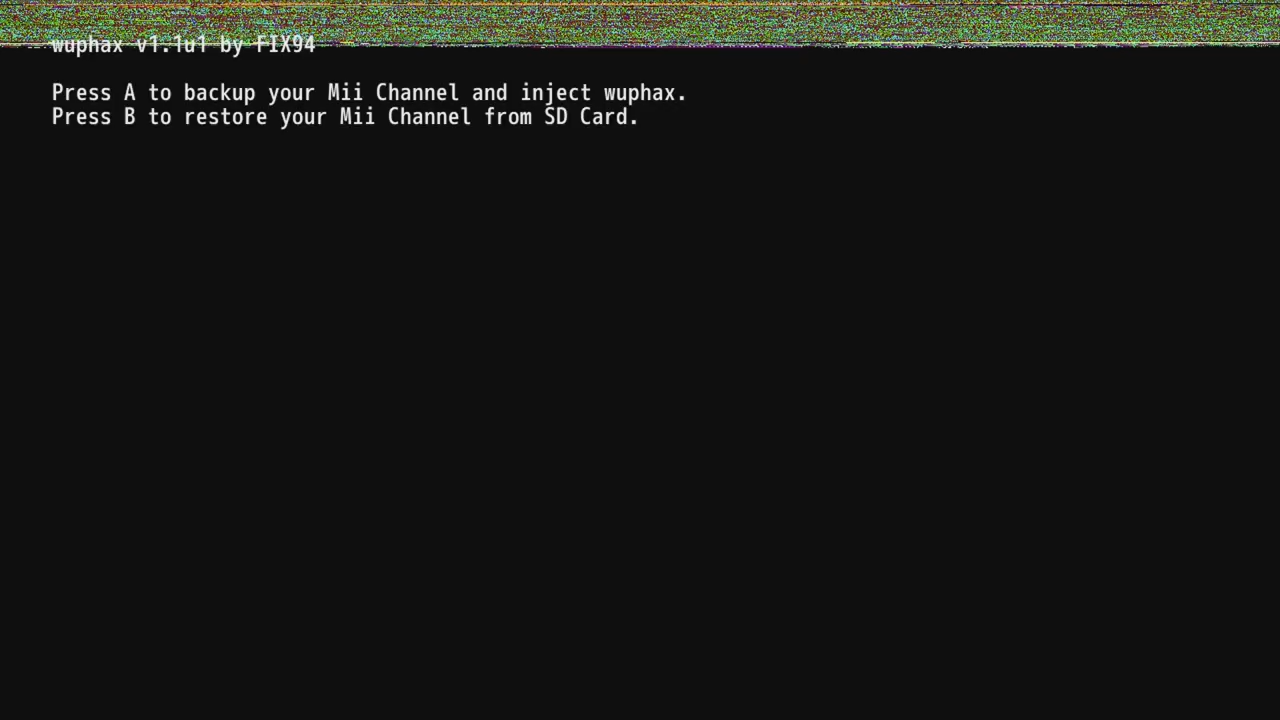 wuphax v1.1u1 by FIX94
Press A to backup your Mii Channel and inject wuphax.
Press B to restore your Mii Channel from SD Card.